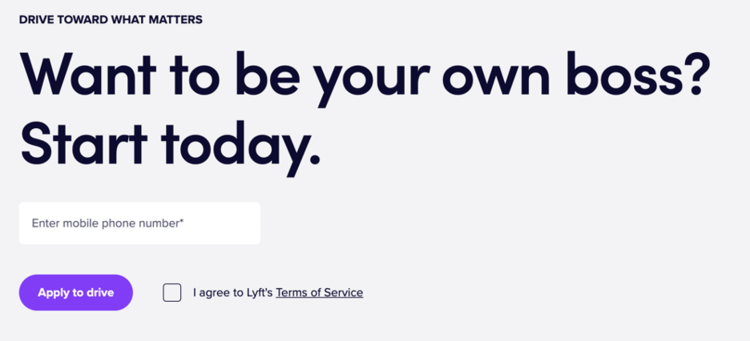 DRIVE TOWARD WHAT MATTERS
Want to be your own boss?
Start today.
Enter mobile phone number*
Apply to drive
I agree to Lyft's Terms of Service